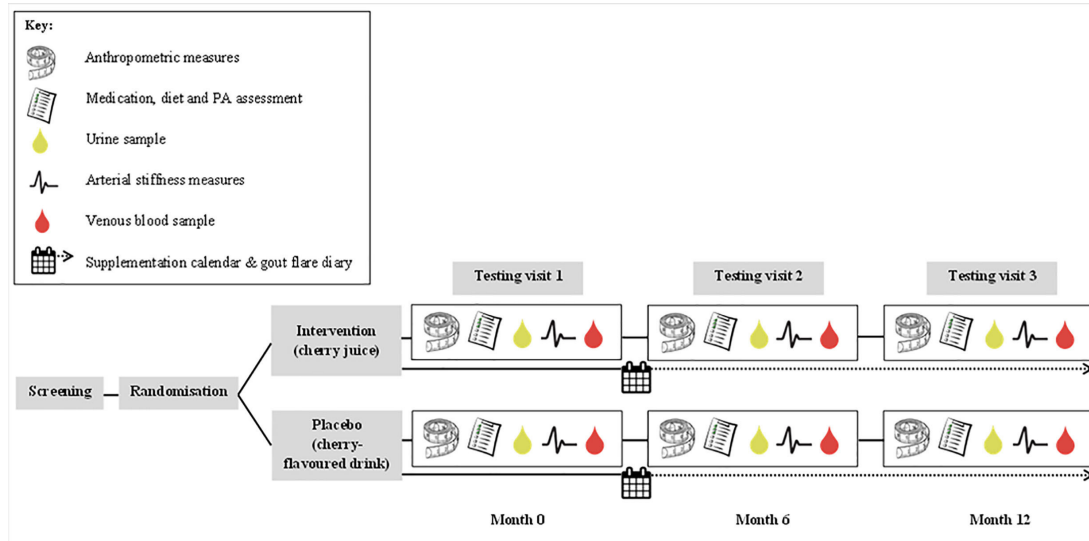 Key:
Anthropometric measures
Medication, diet and PA assessment
Urine sample
Arterial stiffness measures
Venous blood sample
Supplementation calendar & gout flare diary
Testing visit 1
Testing visit 2
Testing visit 3
Intervention
(cherry juice)
Screening
Randomisation
Placebo
(cherry-
flavoured drink)
Month 0
Month 6
Month 12